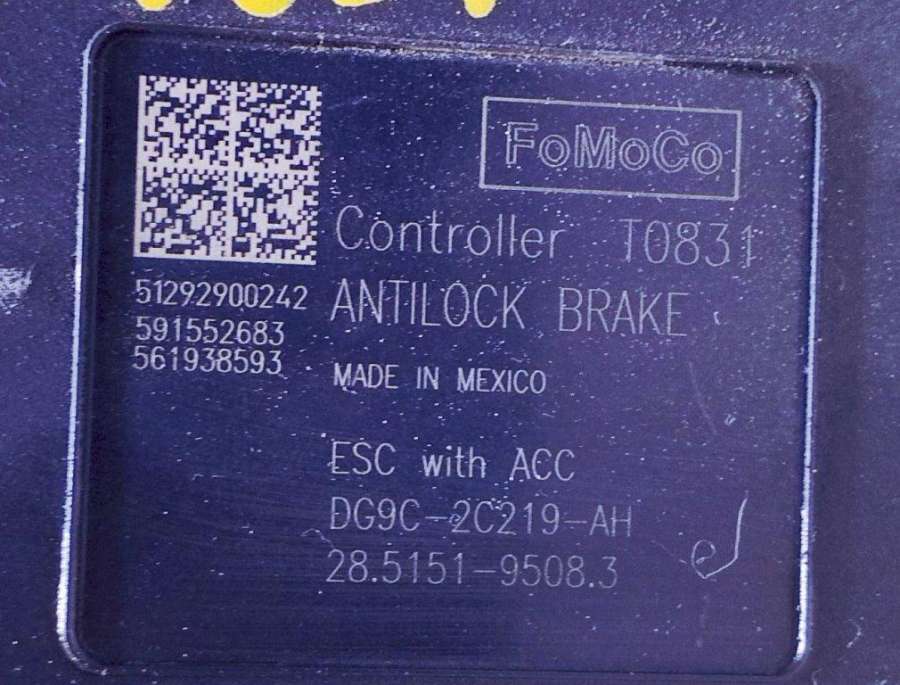 FoMoCo
Controller T0831
ANTILOCK BRAKE
51292900242
591552683
561938593
MADE IN MEXICO
ESC with ACC
DG9C-2C219-AH
28.5151-9508.3